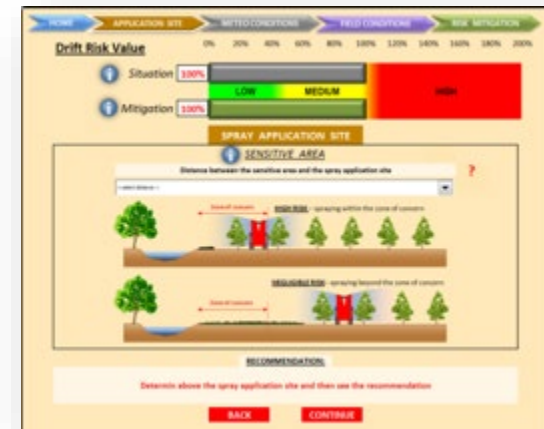 HOME APPLICATION SITE METEO CONDITIONS FIELD CONDITIONS RISK MITIGATION
Drift Risk Value
0% 20% 40% 60% 80% 100% 120% 140% 160% 180% 200%
Situation 100%
LOW MEDIUM HIGH
Mitigation 100%
SPRAY APPLICATION SITE
SENSITIVE AREA
Distance between the sensitive area and the spray application site
?
Zone of concern
HIGH RISK - spraying within the zone of concern
NEGLIGIBLE RISK - spraying beyond the zone of concern
Zone of concern
RECOMMENDATION:
Determin above the spray application site and then see the recommendation
BACK CONTINUE